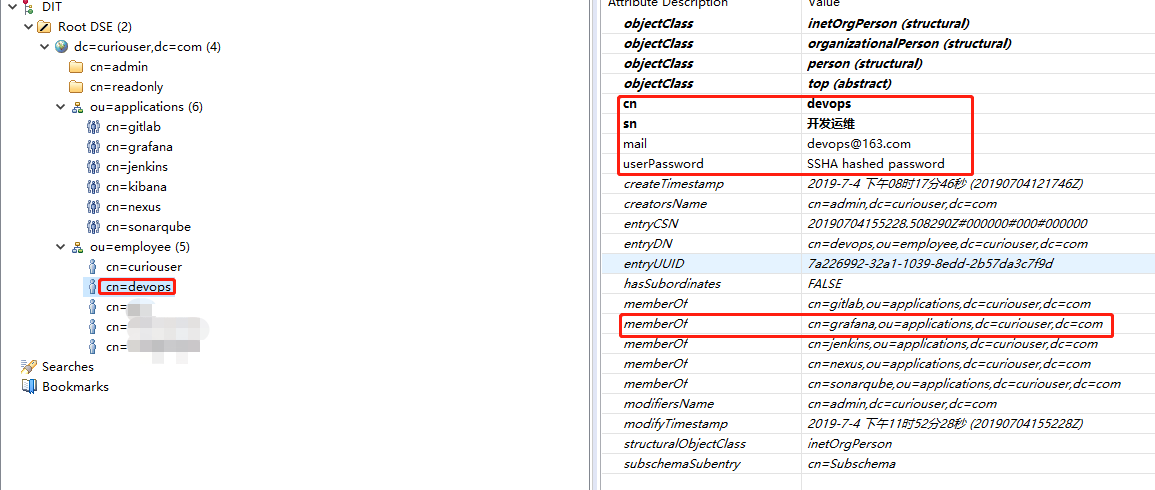 DIT
Root DSE (2)
dc=curiouser,dc=com (4)
cn=admin
cn=readonly
ou=applications (6)
cn=gitlab
cn=grafana
cn=jenkins
cn=kibana
cn=nexus
cn=sonarqube
ou=employee (5)
cn=curiouser
cn=devops
cn=
cn=
cn=
Searches
Bookmarks
Attribute Description Value
objectClass inetOrgPerson (structural)
objectClass organizationalPerson (structural)
objectClass person (structural)
objectClass top (abstract)
cn devops
sn 开发运维
mail devops@163.com
userPassword SSHA hashed password
createTimestamp 2019-7-4 下午08时17分46秒 (20190704121746Z)
creatorsName cn=admin,dc=curiouser,dc=com
entryCSN 20190704155228.508290Z#000000#000#000000
entryDN cn=devops,ou=employee,dc=curiouser,dc=com
entryUUID 7a226992-32a1-1039-8edd-2b57da3c7f9d
hasSubordinates FALSE
memberOf cn=gitlab,ou=applications,dc=curiouser,dc=com
memberOf cn=grafana,ou=applications,dc=curiouser,dc=com
memberOf cn=jenkins,ou=applications,dc=curiouser,dc=com
memberOf cn=nexus,ou=applications,dc=curiouser,dc=com
memberOf cn=sonarqube,ou=applications,dc=curiouser,dc=com
modifiersName cn=admin,dc=curiouser,dc=com
modifyTimestamp 2019-7-4 下午11时52分28秒 (20190704155228Z)
structuralObjectClass inetOrgPerson
subschemaSubentry cn=Subschema